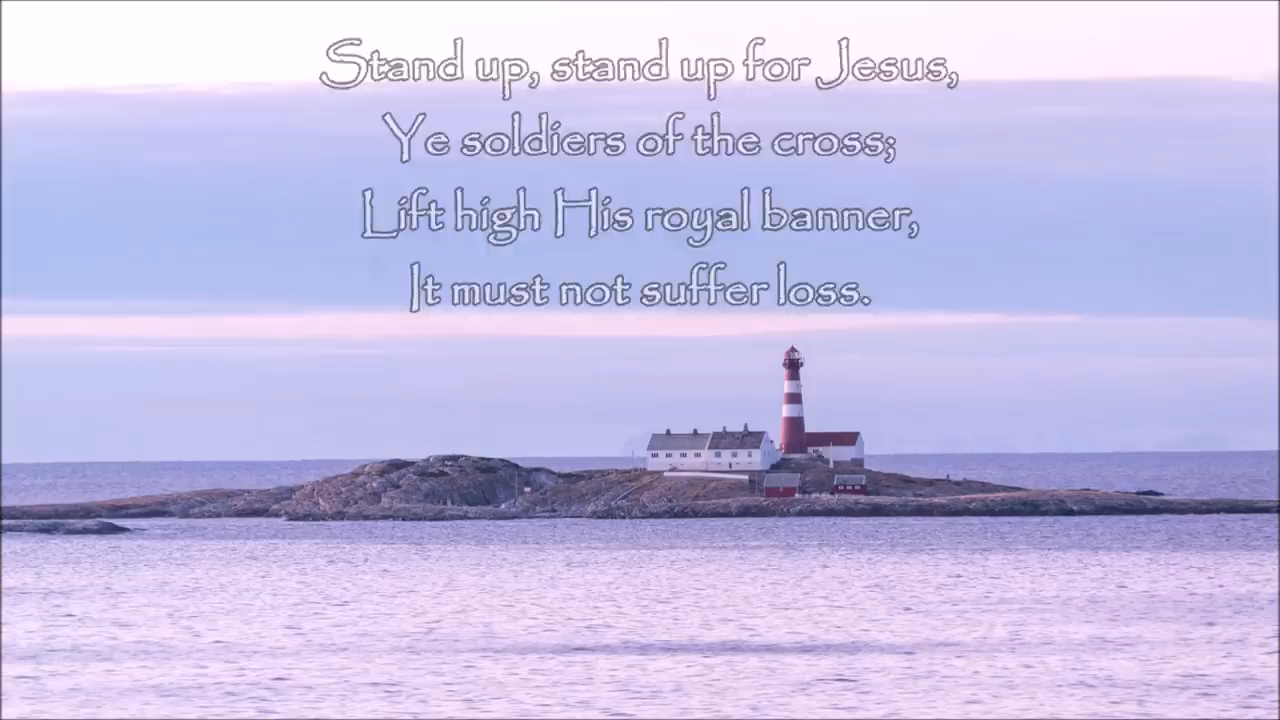 Stand up, stand up for Jesus,
Ye soldiers of the cross;
Lift high His royal banner,
It must not suffer loss.